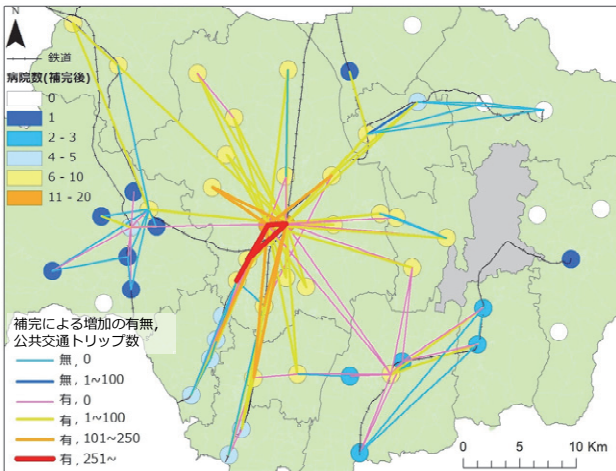 N
鉄道
病院数(補完後)
0
1
2 - 3
4 - 5
6 - 10
11 - 20
補完による増加の有無,
公共交通トリップ数
無, 0
無, 1~100
有, 0
有, 1~100
有, 101~250
有, 251~
0 5 10 Km